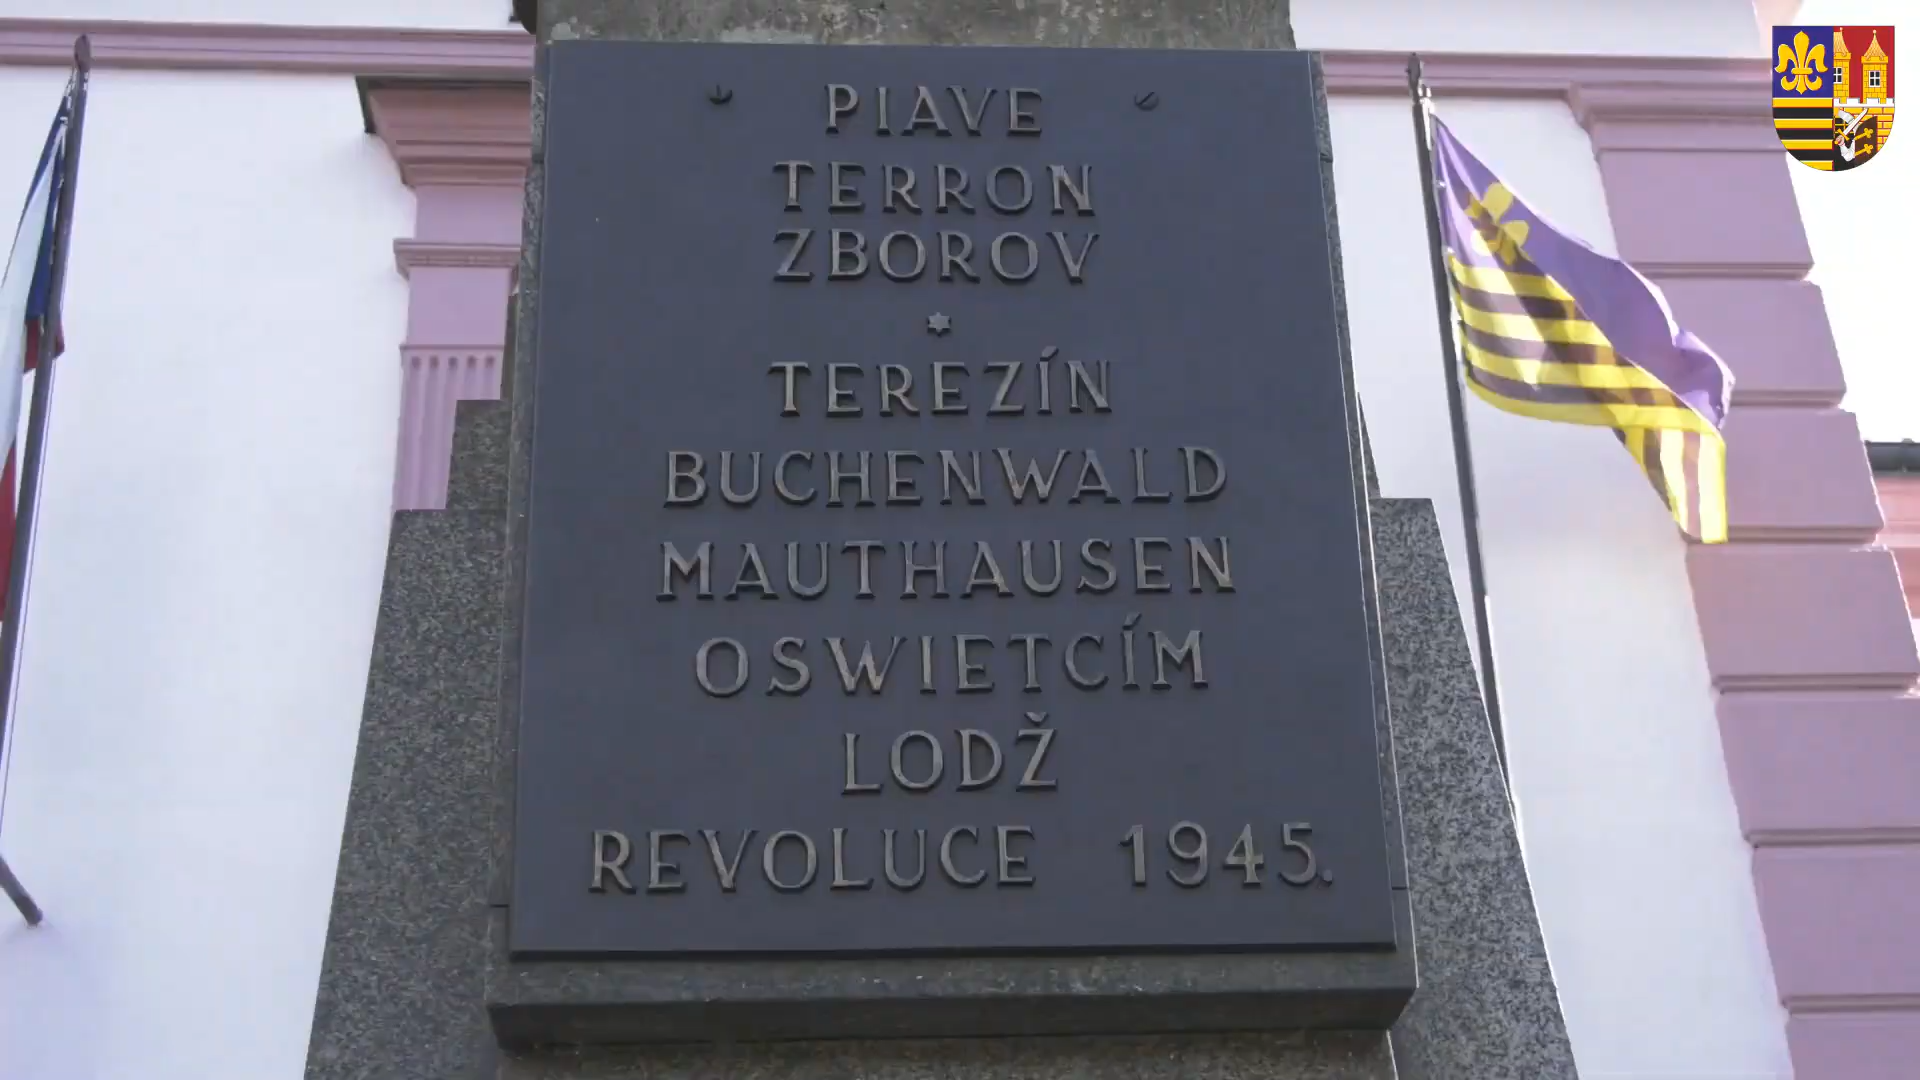 PIAVE
TERRON
ZBOROV
TEREZÍN
BUCHENWALD
MAUTHAUSEN
OSWIETCÍM
LODŽ
REVOLUCE 1945.